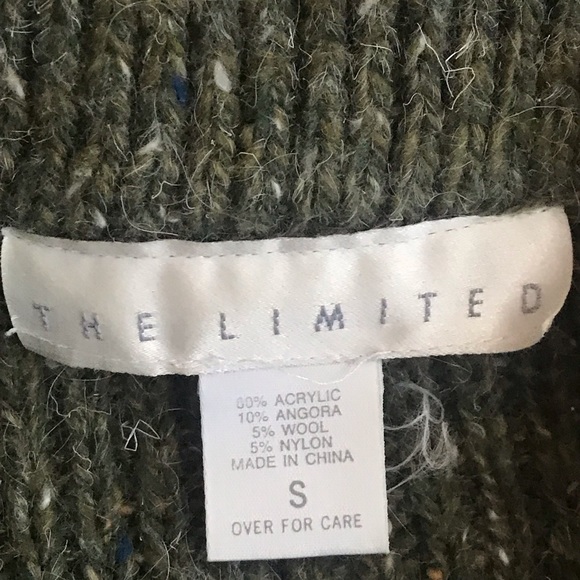 THE LIMITED
80% ACRYLIC
10% ANGORA
5% WOOL
5% NYLON
MADE IN CHINA
S
OVER FOR CARE